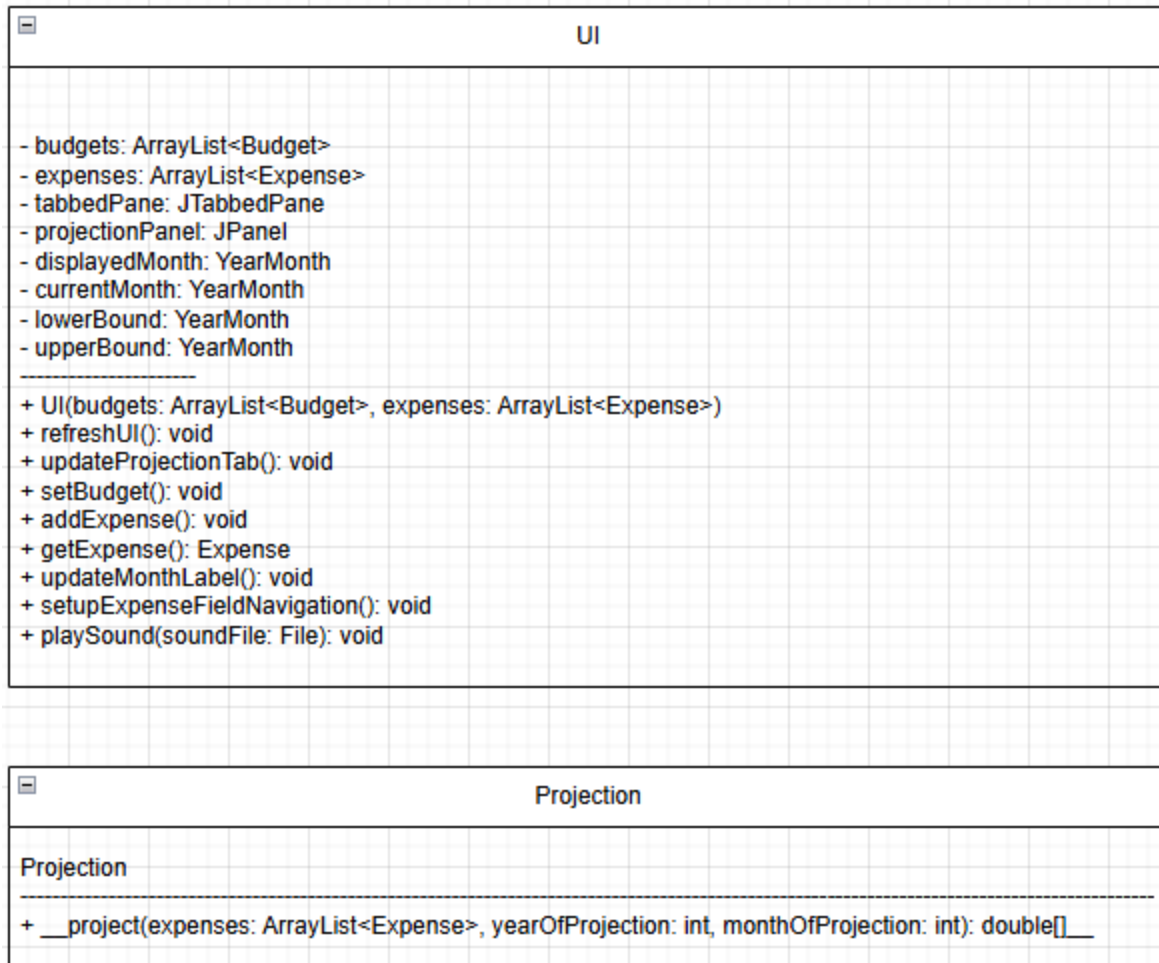 UI
- budgets: ArrayList<Budget>
- expenses: ArrayList<Expense>
- tabbedPane: JTabbedPane
- projectionPanel: JPanel
- displayedMonth: YearMonth
- currentMonth: YearMonth
- lowerBound: YearMonth
- upperBound: YearMonth
----------------------
+ UI(budgets: ArrayList<Budget>, expenses: ArrayList<Expense>)
+ refreshUI(): void
+ updateProjectionTab(): void
+ setBudget(): void
+ addExpense(): void
+ getExpense(): Expense
+ updateMonthLabel(): void
+ setupExpenseFieldNavigation(): void
+ playSound(soundFile: File): void
Projection
Projection
----------------------------------------------------------------------------------------------------------------------------------------------
+ __project(expenses: ArrayList<Expense>, yearOfProjection: int, monthOfProjection: int): double[]__